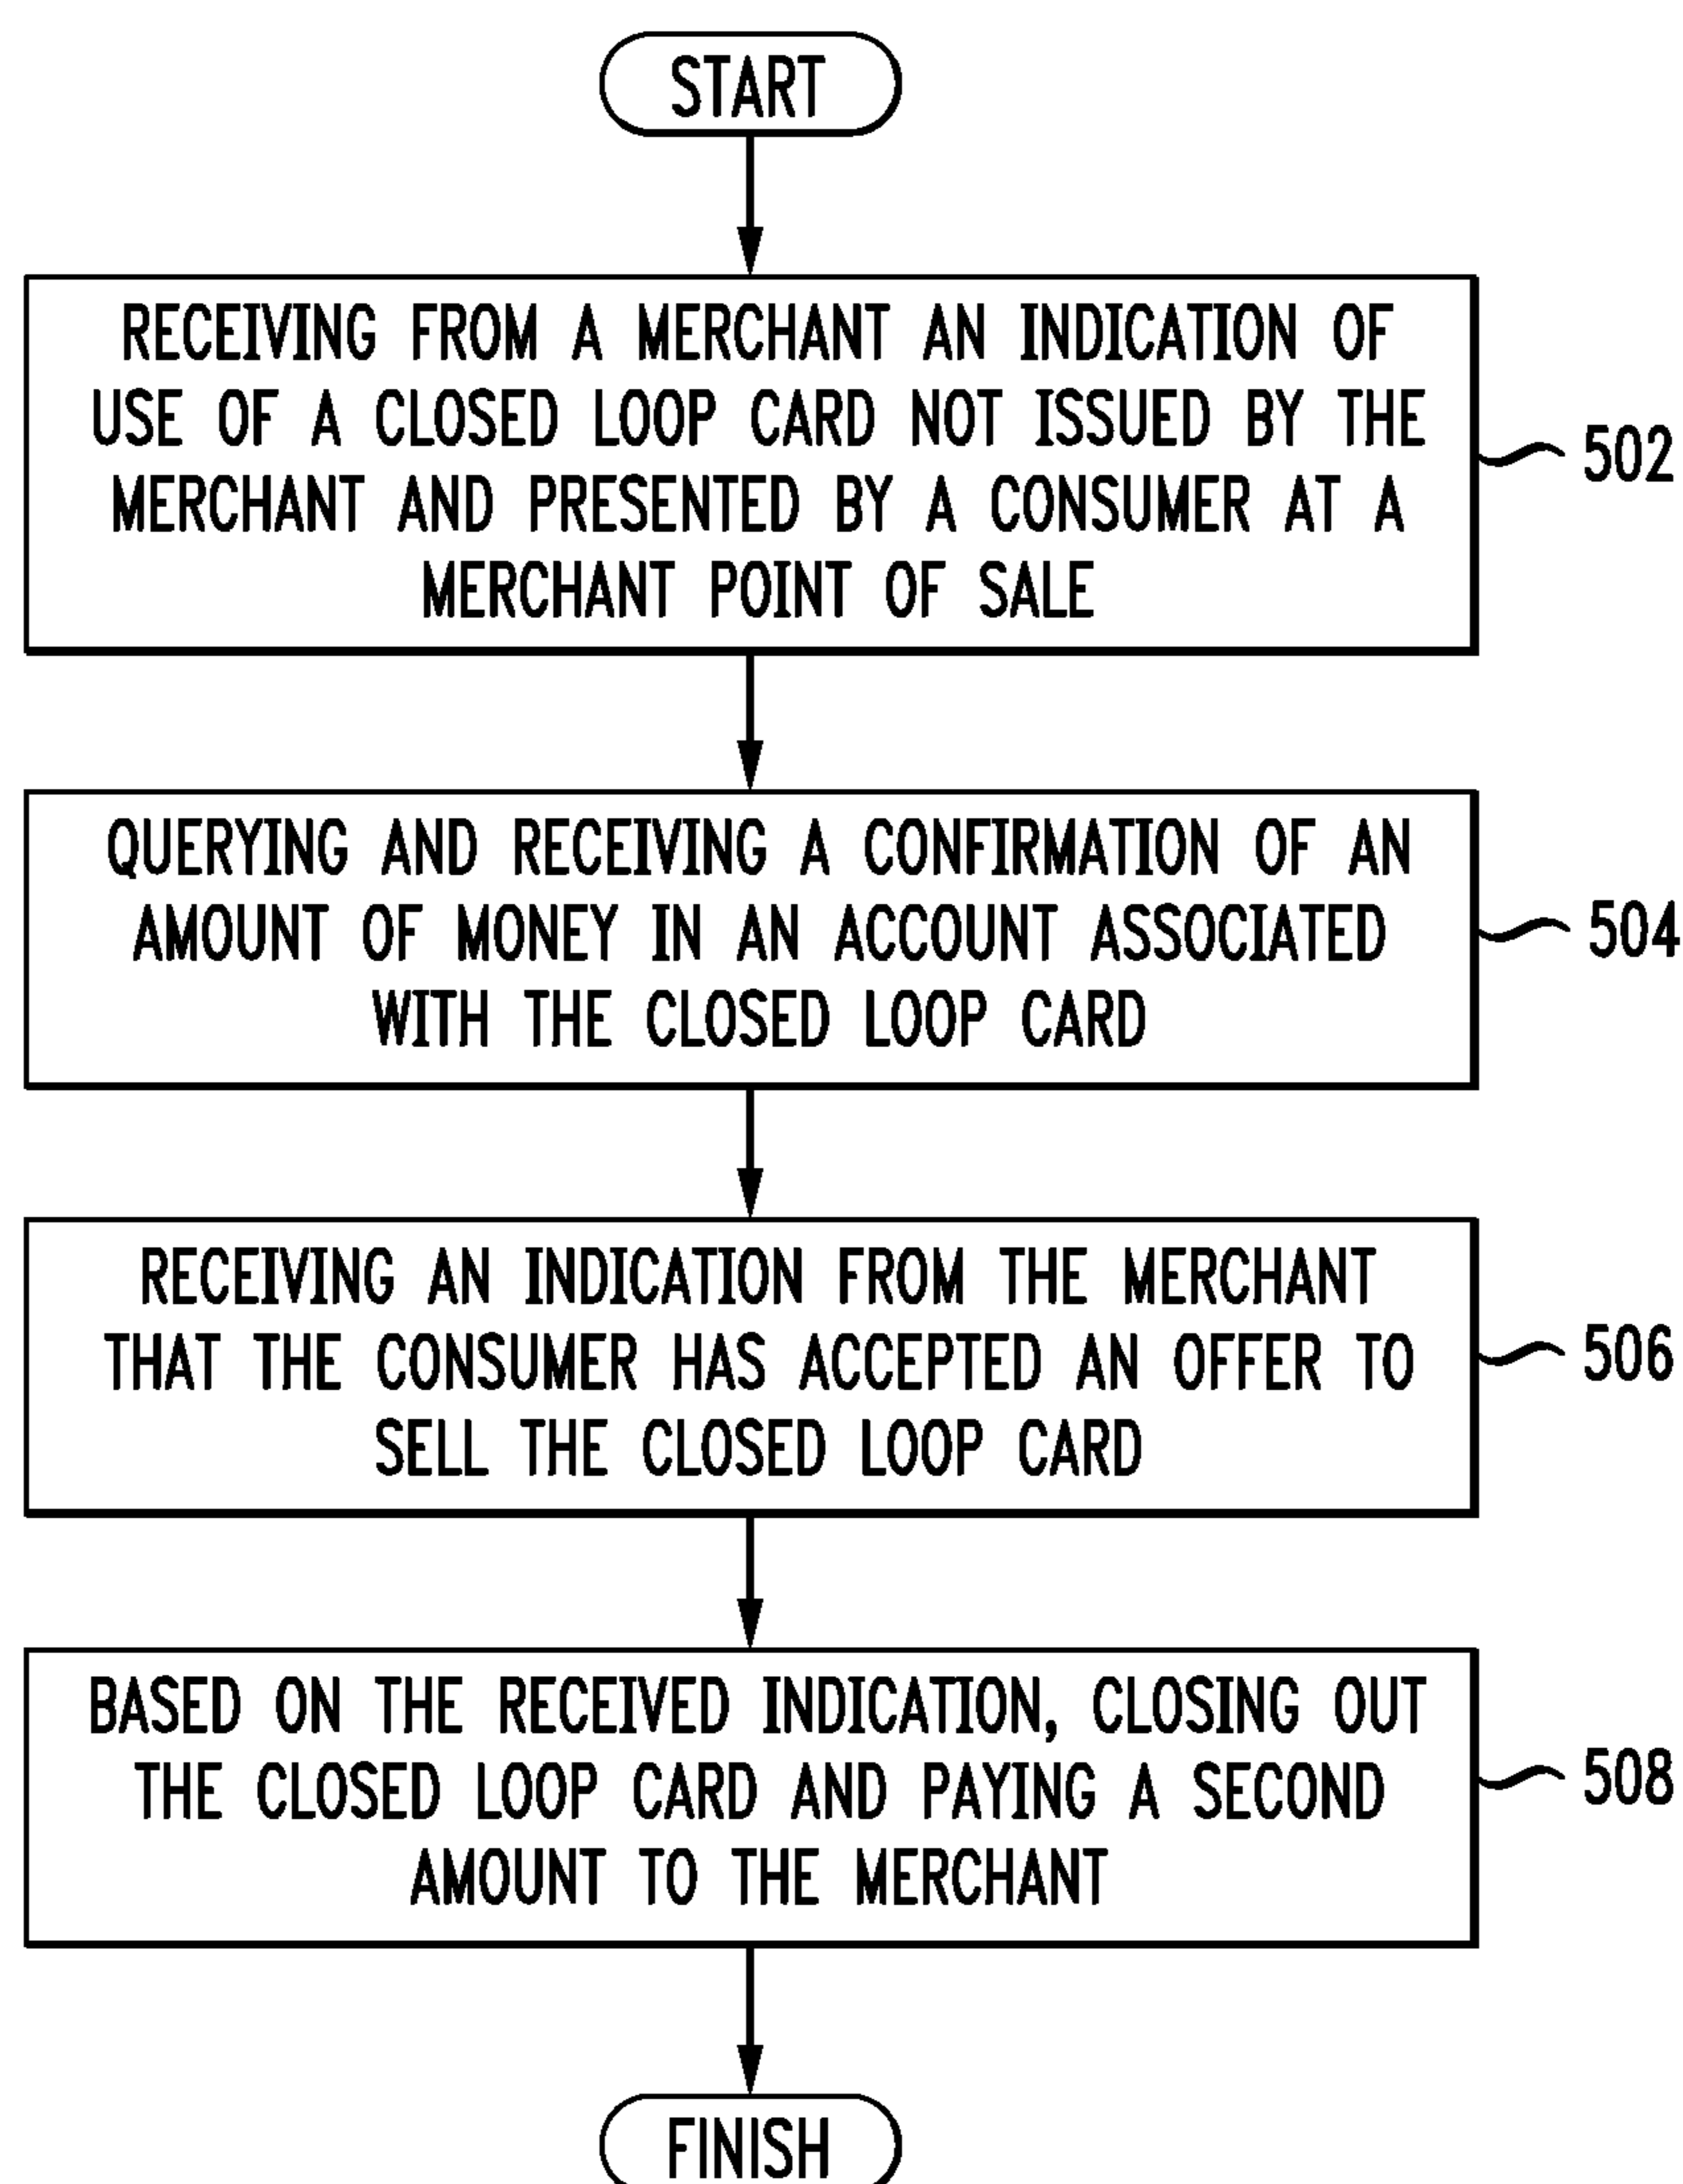 START
RECEIVING FROM A MERCHANT AN INDICATION OF
USE OF A CLOSED LOOP CARD NOT ISSUED BY THE
MERCHANT AND PRESENTED BY A CONSUMER AT A
MERCHANT POINT OF SALE
502
QUERYING AND RECEIVING A CONFIRMATION OF AN
AMOUNT OF MONEY IN AN ACCOUNT ASSOCIATED
WITH THE CLOSED LOOP CARD
504
RECEIVING AN INDICATION FROM THE MERCHANT
THAT THE CONSUMER HAS ACCEPTED AN OFFER TO
SELL THE CLOSED LOOP CARD
506
BASED ON THE RECEIVED INDICATION, CLOSING OUT
THE CLOSED LOOP CARD AND PAYING A SECOND
AMOUNT TO THE MERCHANT
508
FINISH